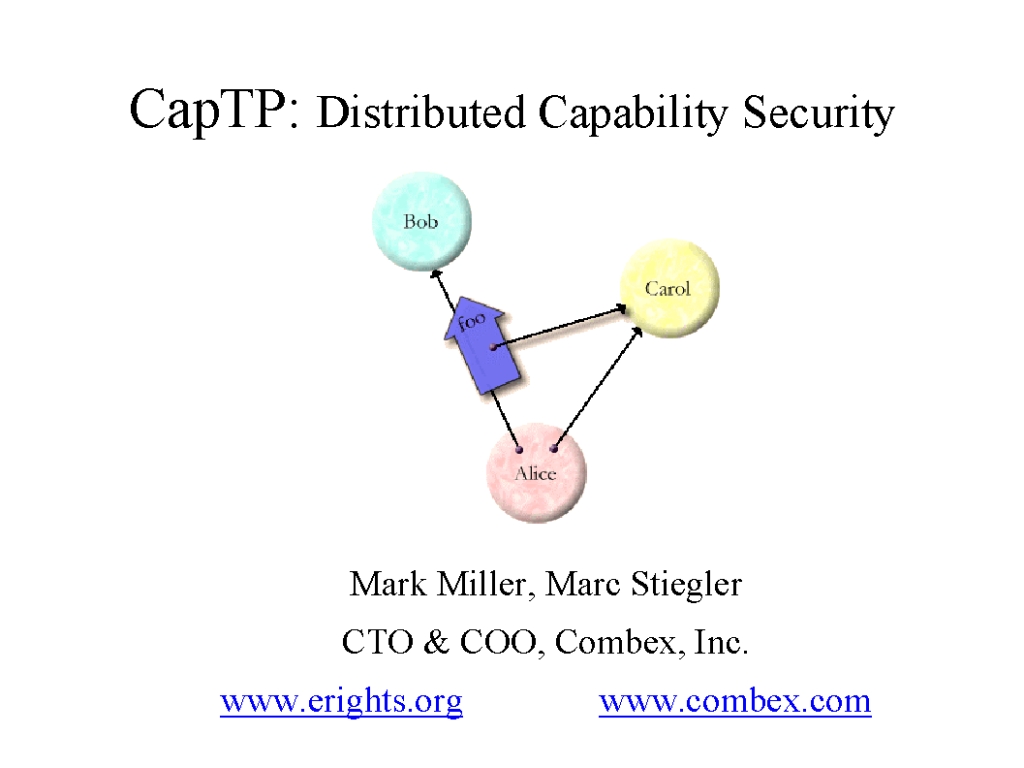 CapTP: Distributed Capability Security
Bob
Carol
foo
Alice
Mark Miller, Marc Stiegler
CTO & COO, Combex, Inc.
www.erights.org www.combex.com